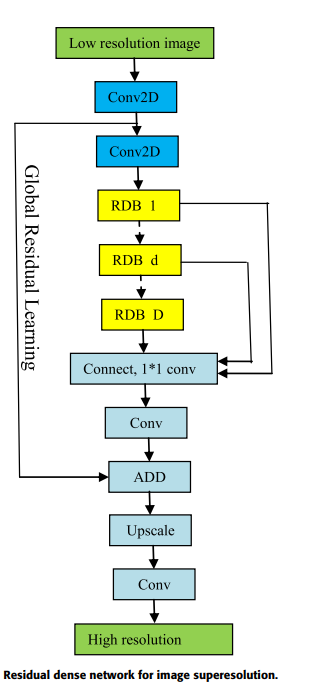 Low resolution image
Conv2D
Conv2D
Global Residual Learning
RDB 1
RDB d
RDB D
Connect, 1*1 conv
Conv
ADD
Upscale
Conv
High resolution
Residual dense network for image superesolution.